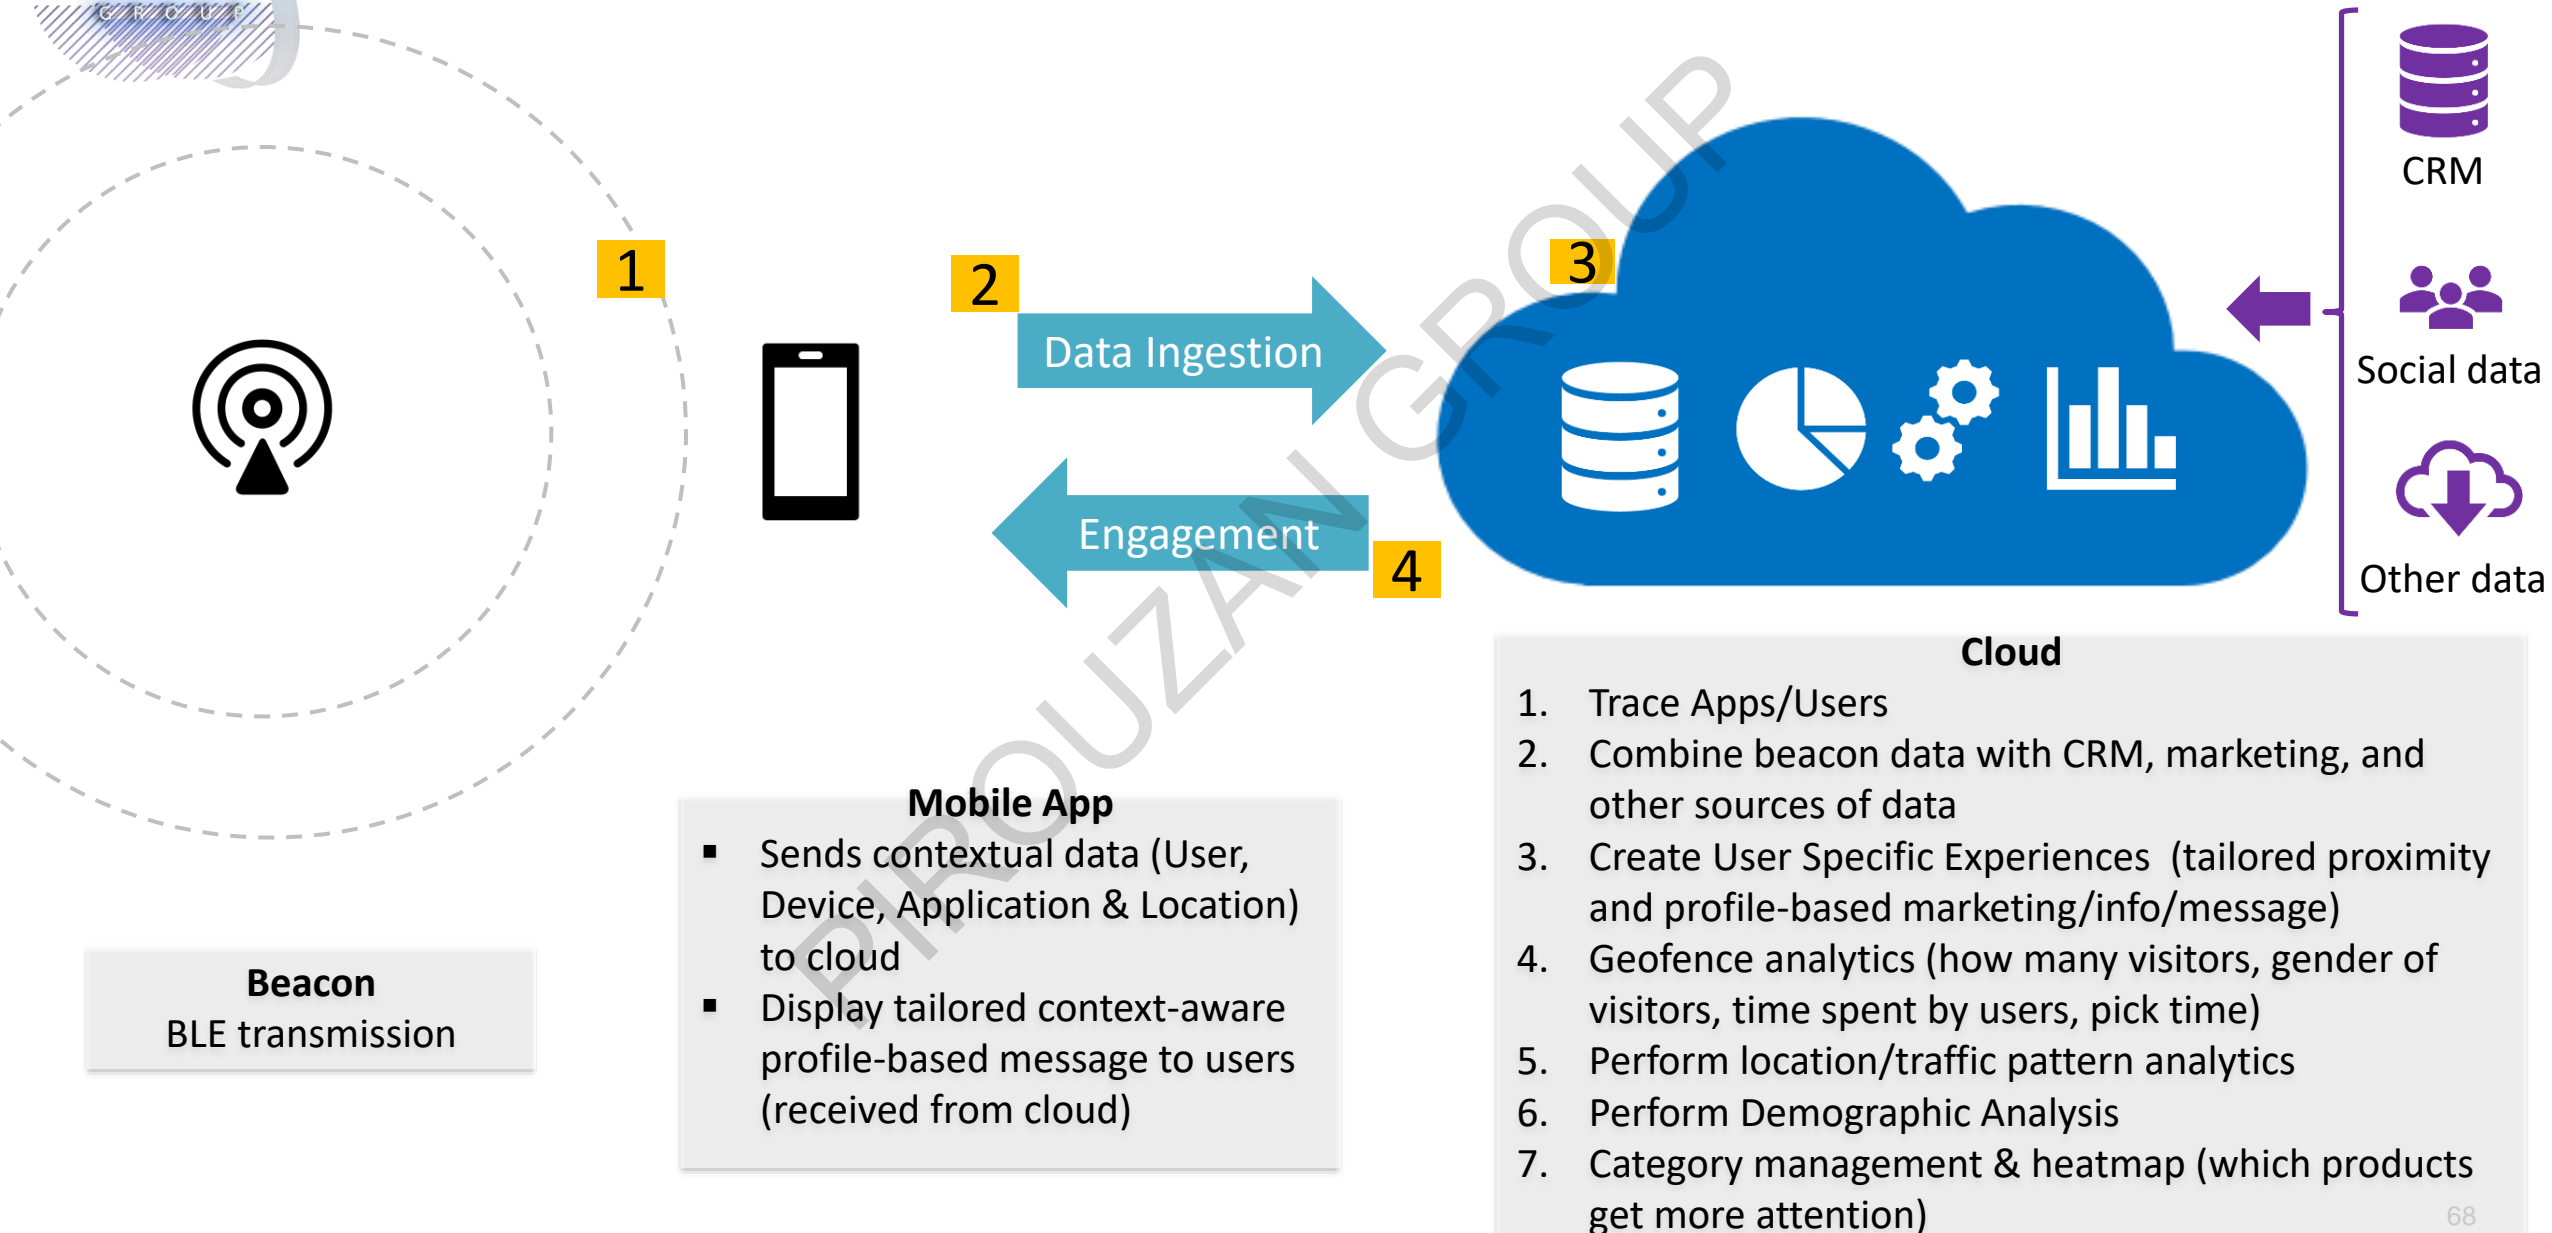 GROUP
CRM
1
2
3
Data Ingestion
Social data
Engagement
4
Other data
PIROUZAN GROUP
Beacon
BLE transmission
Mobile App
▪ Sends contextual data (User,
Device, Application & Location)
to cloud
▪ Display tailored context-aware
profile-based message to users
(received from cloud)
Cloud
1. Trace Apps/Users
2. Combine beacon data with CRM, marketing, and
other sources of data
3. Create User Specific Experiences (tailored proximity
and profile-based marketing/info/message)
4. Geofence analytics (how many visitors, gender of
visitors, time spent by users, pick time)
5. Perform location/traffic pattern analytics
6. Perform Demographic Analysis
7. Category management & heatmap (which products
get more attention)
68